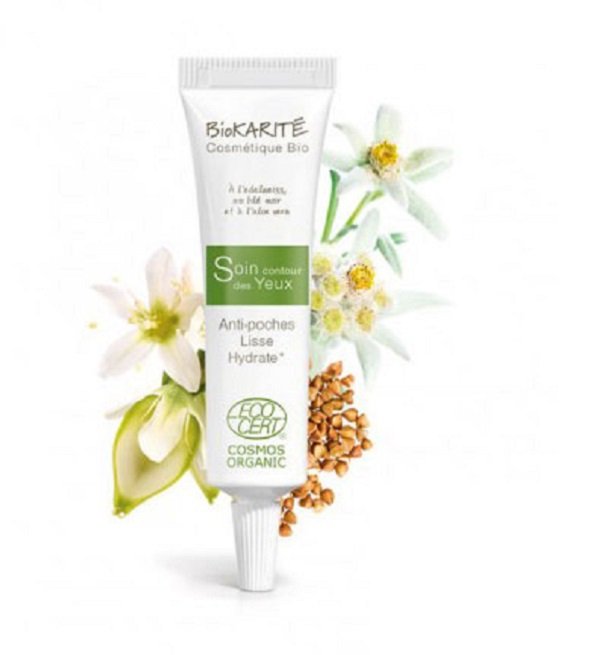 BioKARITÉ
Cosmétique Bio
À l'edelweiss,
au blé noir
et à l'aloe vera
Soin contour
des Yeux
Anti-poches
Lisse
Hydrate*
ECO
CERT
®
COSMOS
ORGANIC